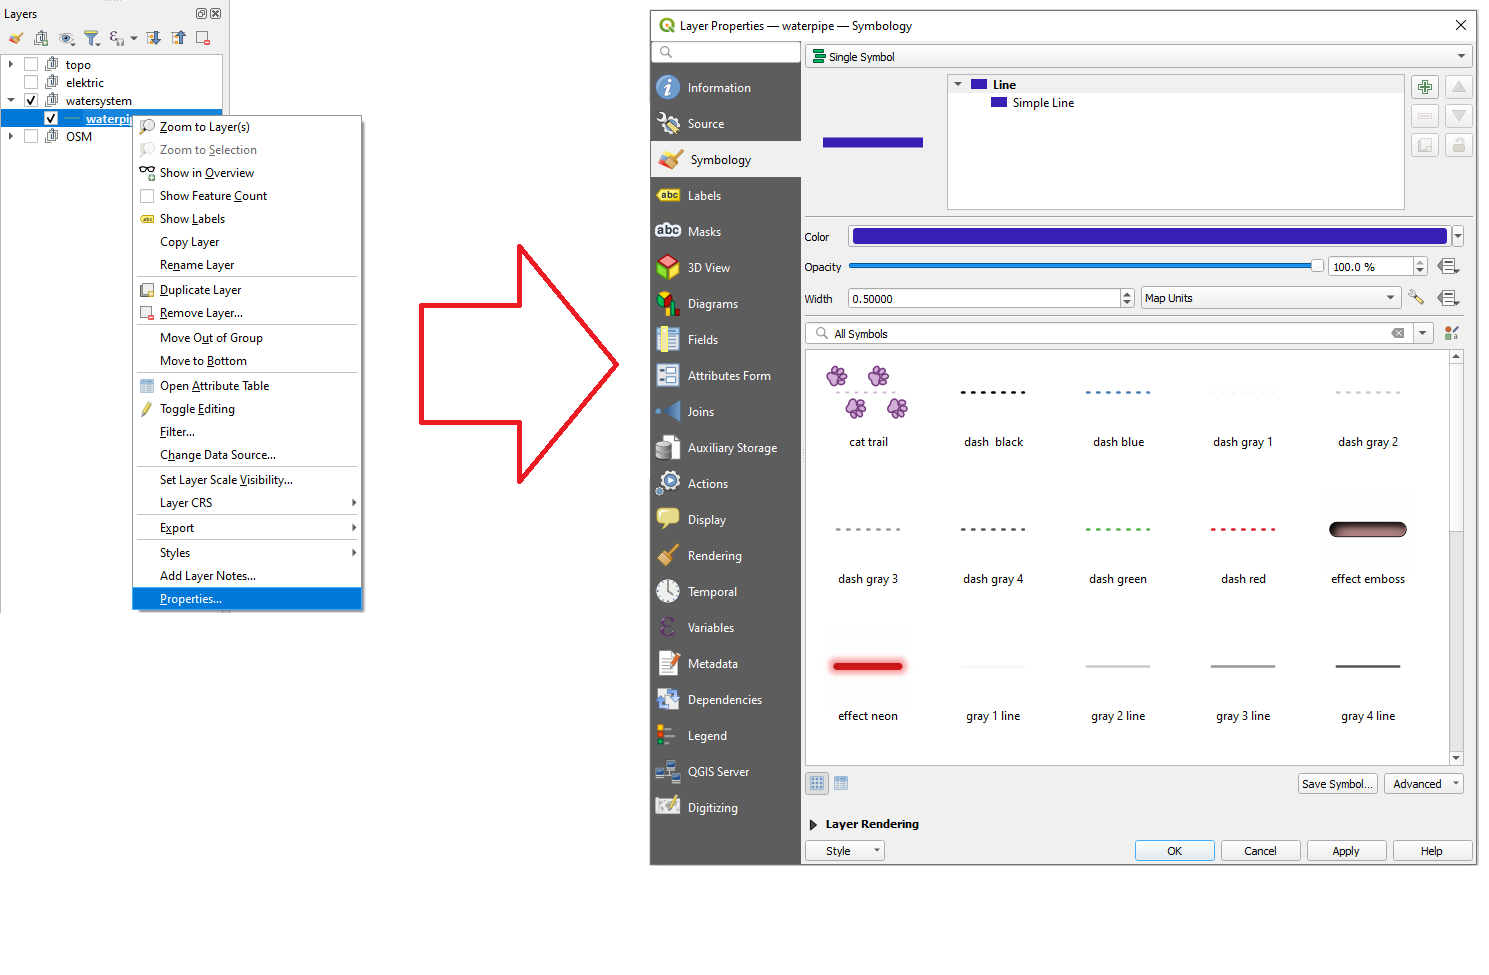 Layers
topo
elektric
watersystem
waterpi
OSM
Zoom to Layer(s)
Zoom to Selection
Show in Overview
Show Feature Count
abc Show Labels
Copy Layer
Rename Layer
Duplicate Layer
Remove Layer...
Move Out of Group
Move to Bottom
Open Attribute Table
Toggle Editing
Filter...
Change Data Source...
Set Layer Scale Visibility...
Layer CRS
Export
Styles
Add Layer Notes...
Properties...
Layer Properties — waterpipe — Symbology
Information
Source
Symbology
abc Labels
abc Masks
3D View
Diagrams
Fields
Attributes Form
Joins
Auxiliary Storage
Actions
Display
Rendering
Temporal
Variables
Metadata
Dependencies
Legend
QGIS Server
Digitizing
Single Symbol
Line
Simple Line
Color
Opacity 100.0 %
Width 0.50000 Map Units
All Symbols
cat trail dash  black dash blue dash gray 1 dash gray 2
dash gray 3 dash gray 4 dash green dash red effect emboss
effect neon gray 1 line gray 2 line gray 3 line gray 4 line
Save Symbol... Advanced
Layer Rendering
Style OK Cancel Apply Help